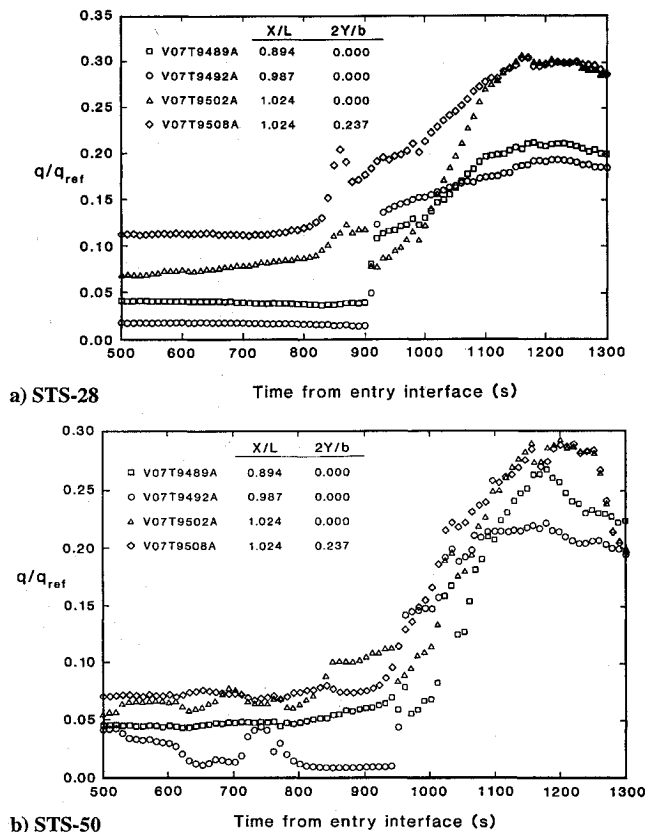 X/L 2Y/b
□ V07T9489A 0.894 0.000
○ V07T9492A 0.987 0.000
△ V07T9502A 1.024 0.000
◇ V07T9508A 1.024 0.237
0.35
0.30
0.25
0.20
q/q_ref
0.15
0.10
0.05
0.00
500 600 700 800 900 1000 1100 1200 1300
a) STS-28 Time from entry interface (s)
X/L 2Y/b
□ V07T9489A 0.894 0.000
○ V07T9492A 0.987 0.000
△ V07T9502A 1.024 0.000
◇ V07T9508A 1.024 0.237
0.30
0.25
0.20
q/q_ref
0.15
0.10
0.05
0.00
500 600 700 800 900 1000 1100 1200 1300
b) STS-50 Time from entry interface (s)